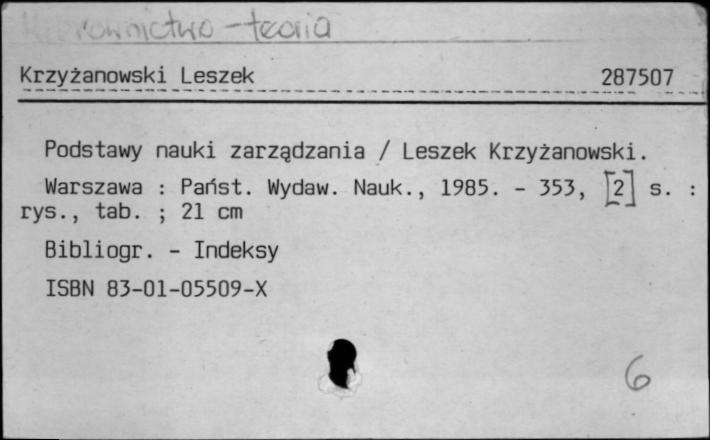 Kierownictwo - teoria
Krzyżanowski Leszek 287507
Podstawy nauki zarządzania / Leszek Krzyżanowski.
Warszawa : Państ. Wydaw. Nauk., 1985. - 353, [2] s. :
rys., tab. ; 21 cm
Bibliogr. - Indeksy
ISBN 83-01-05509-X
6